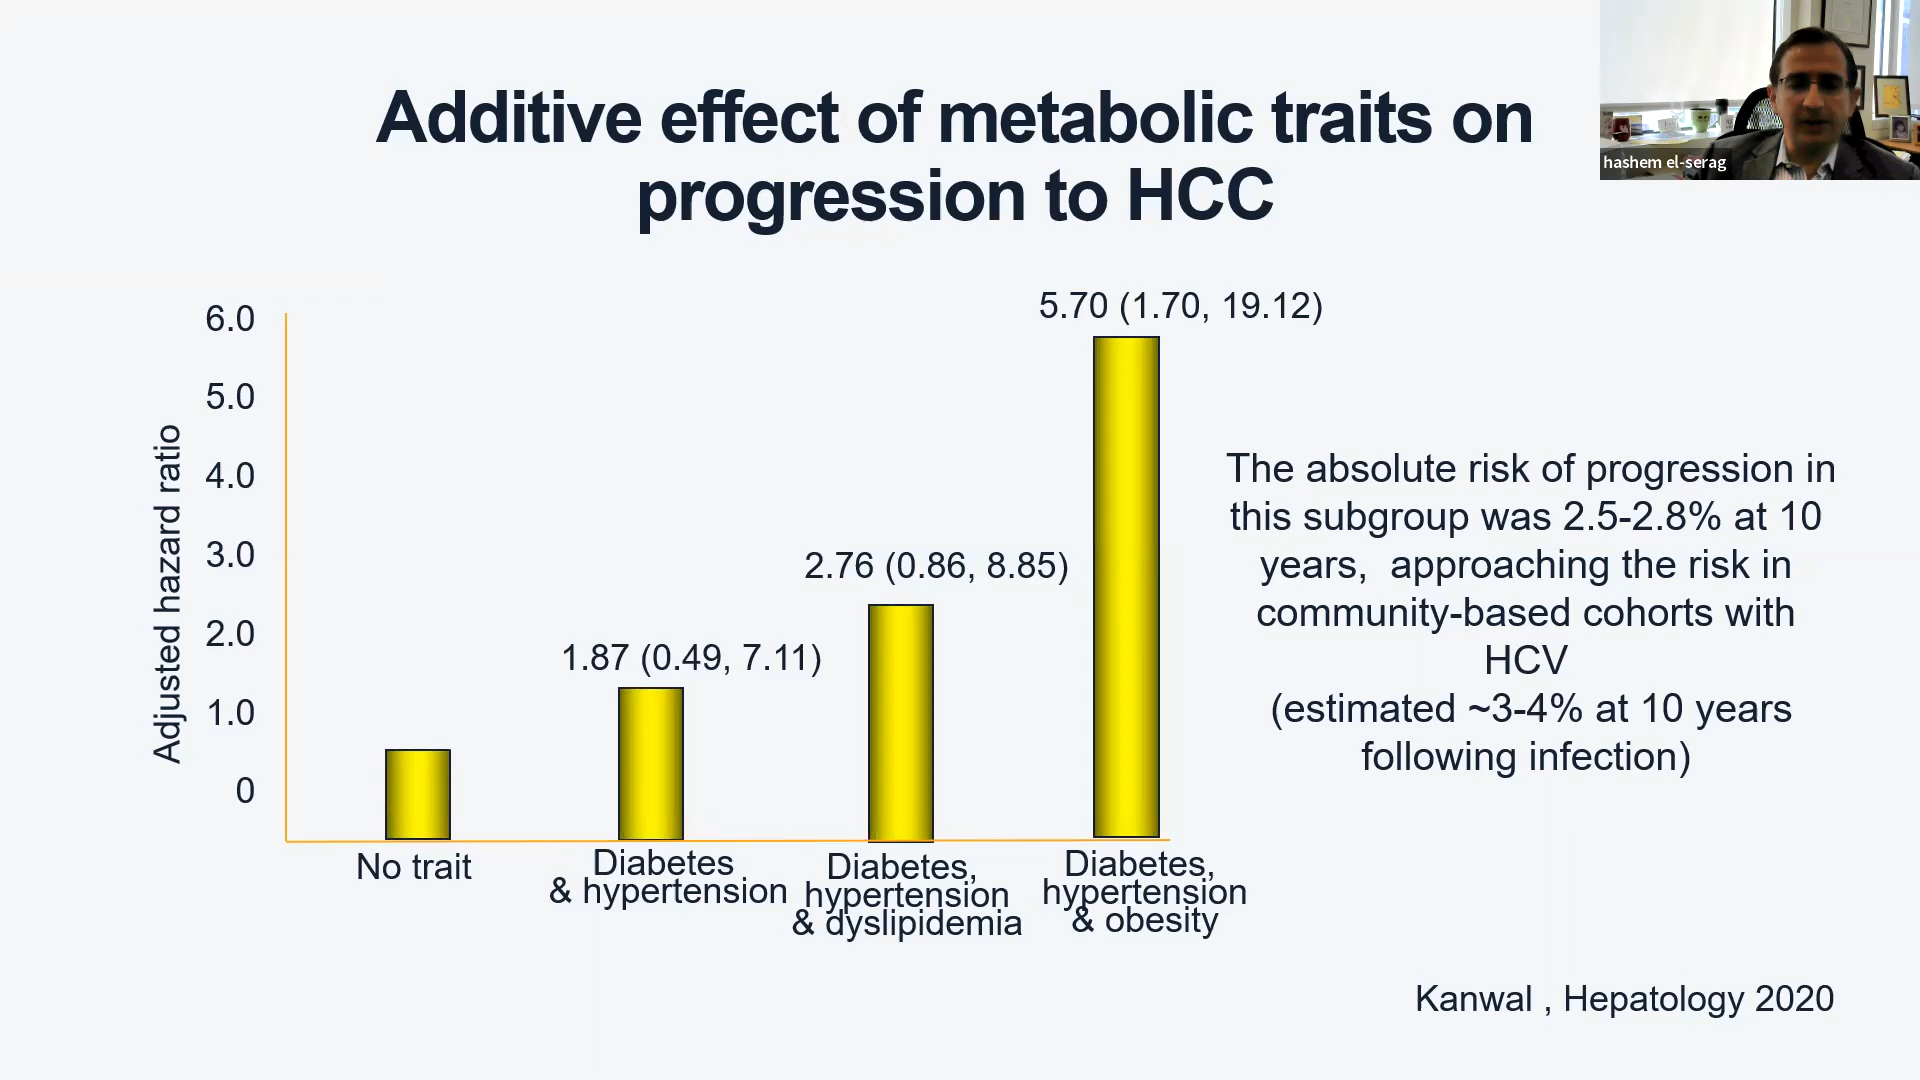 Additive effect of metabolic traits on
progression to HCC
hashem el-serag
Adjusted hazard ratio
6.0
5.0
4.0
3.0
2.0
1.0
0
5.70 (1.70, 19.12)
2.76 (0.86, 8.85)
1.87 (0.49, 7.11)
No trait
Diabetes
& hypertension
Diabetes,
hypertension
& dyslipidemia
Diabetes,
hypertension
& obesity
The absolute risk of progression in
this subgroup was 2.5-2.8% at 10
years,  approaching the risk in
community-based cohorts with
HCV
(estimated ~3-4% at 10 years
following infection)
Kanwal , Hepatology 2020